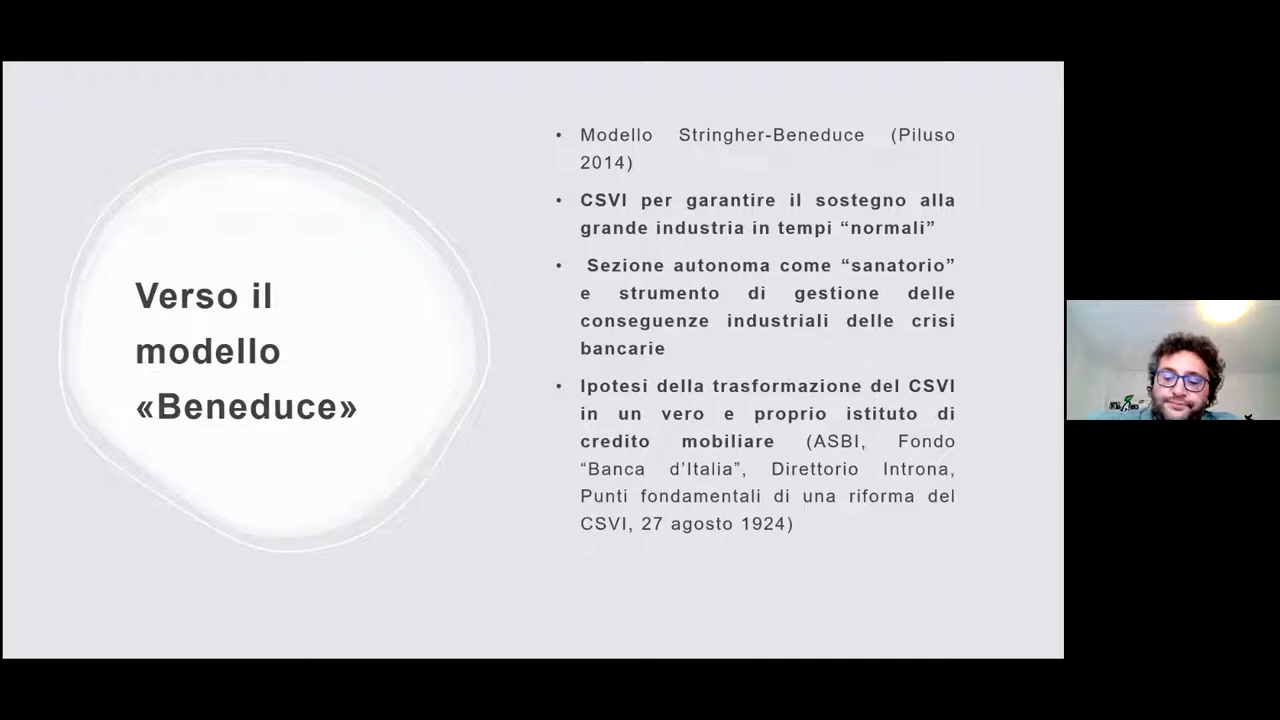 Verso il
modello
«Beneduce»
• Modello Stringher-Beneduce (Piluso
2014)
• CSVI per garantire il sostegno alla
grande industria in tempi “normali”
• Sezione autonoma come “sanatorio”
e strumento di gestione delle
conseguenze industriali delle crisi
bancarie
• Ipotesi della trasformazione del CSVI
in un vero e proprio istituto di
credito mobiliare (ASBI, Fondo
“Banca d’Italia”, Direttorio Introna,
Punti fondamentali di una riforma del
CSVI, 27 agosto 1924)